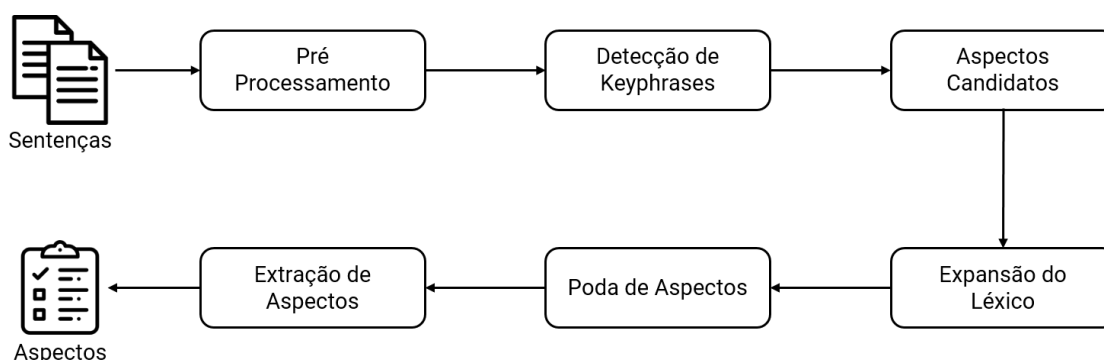 Pré
Processamento
Detecção de
Keyphrases
Aspectos
Candidatos
Sentenças
Extração de
Aspectos
Poda de Aspectos
Expansão do
Léxico
Aspectos